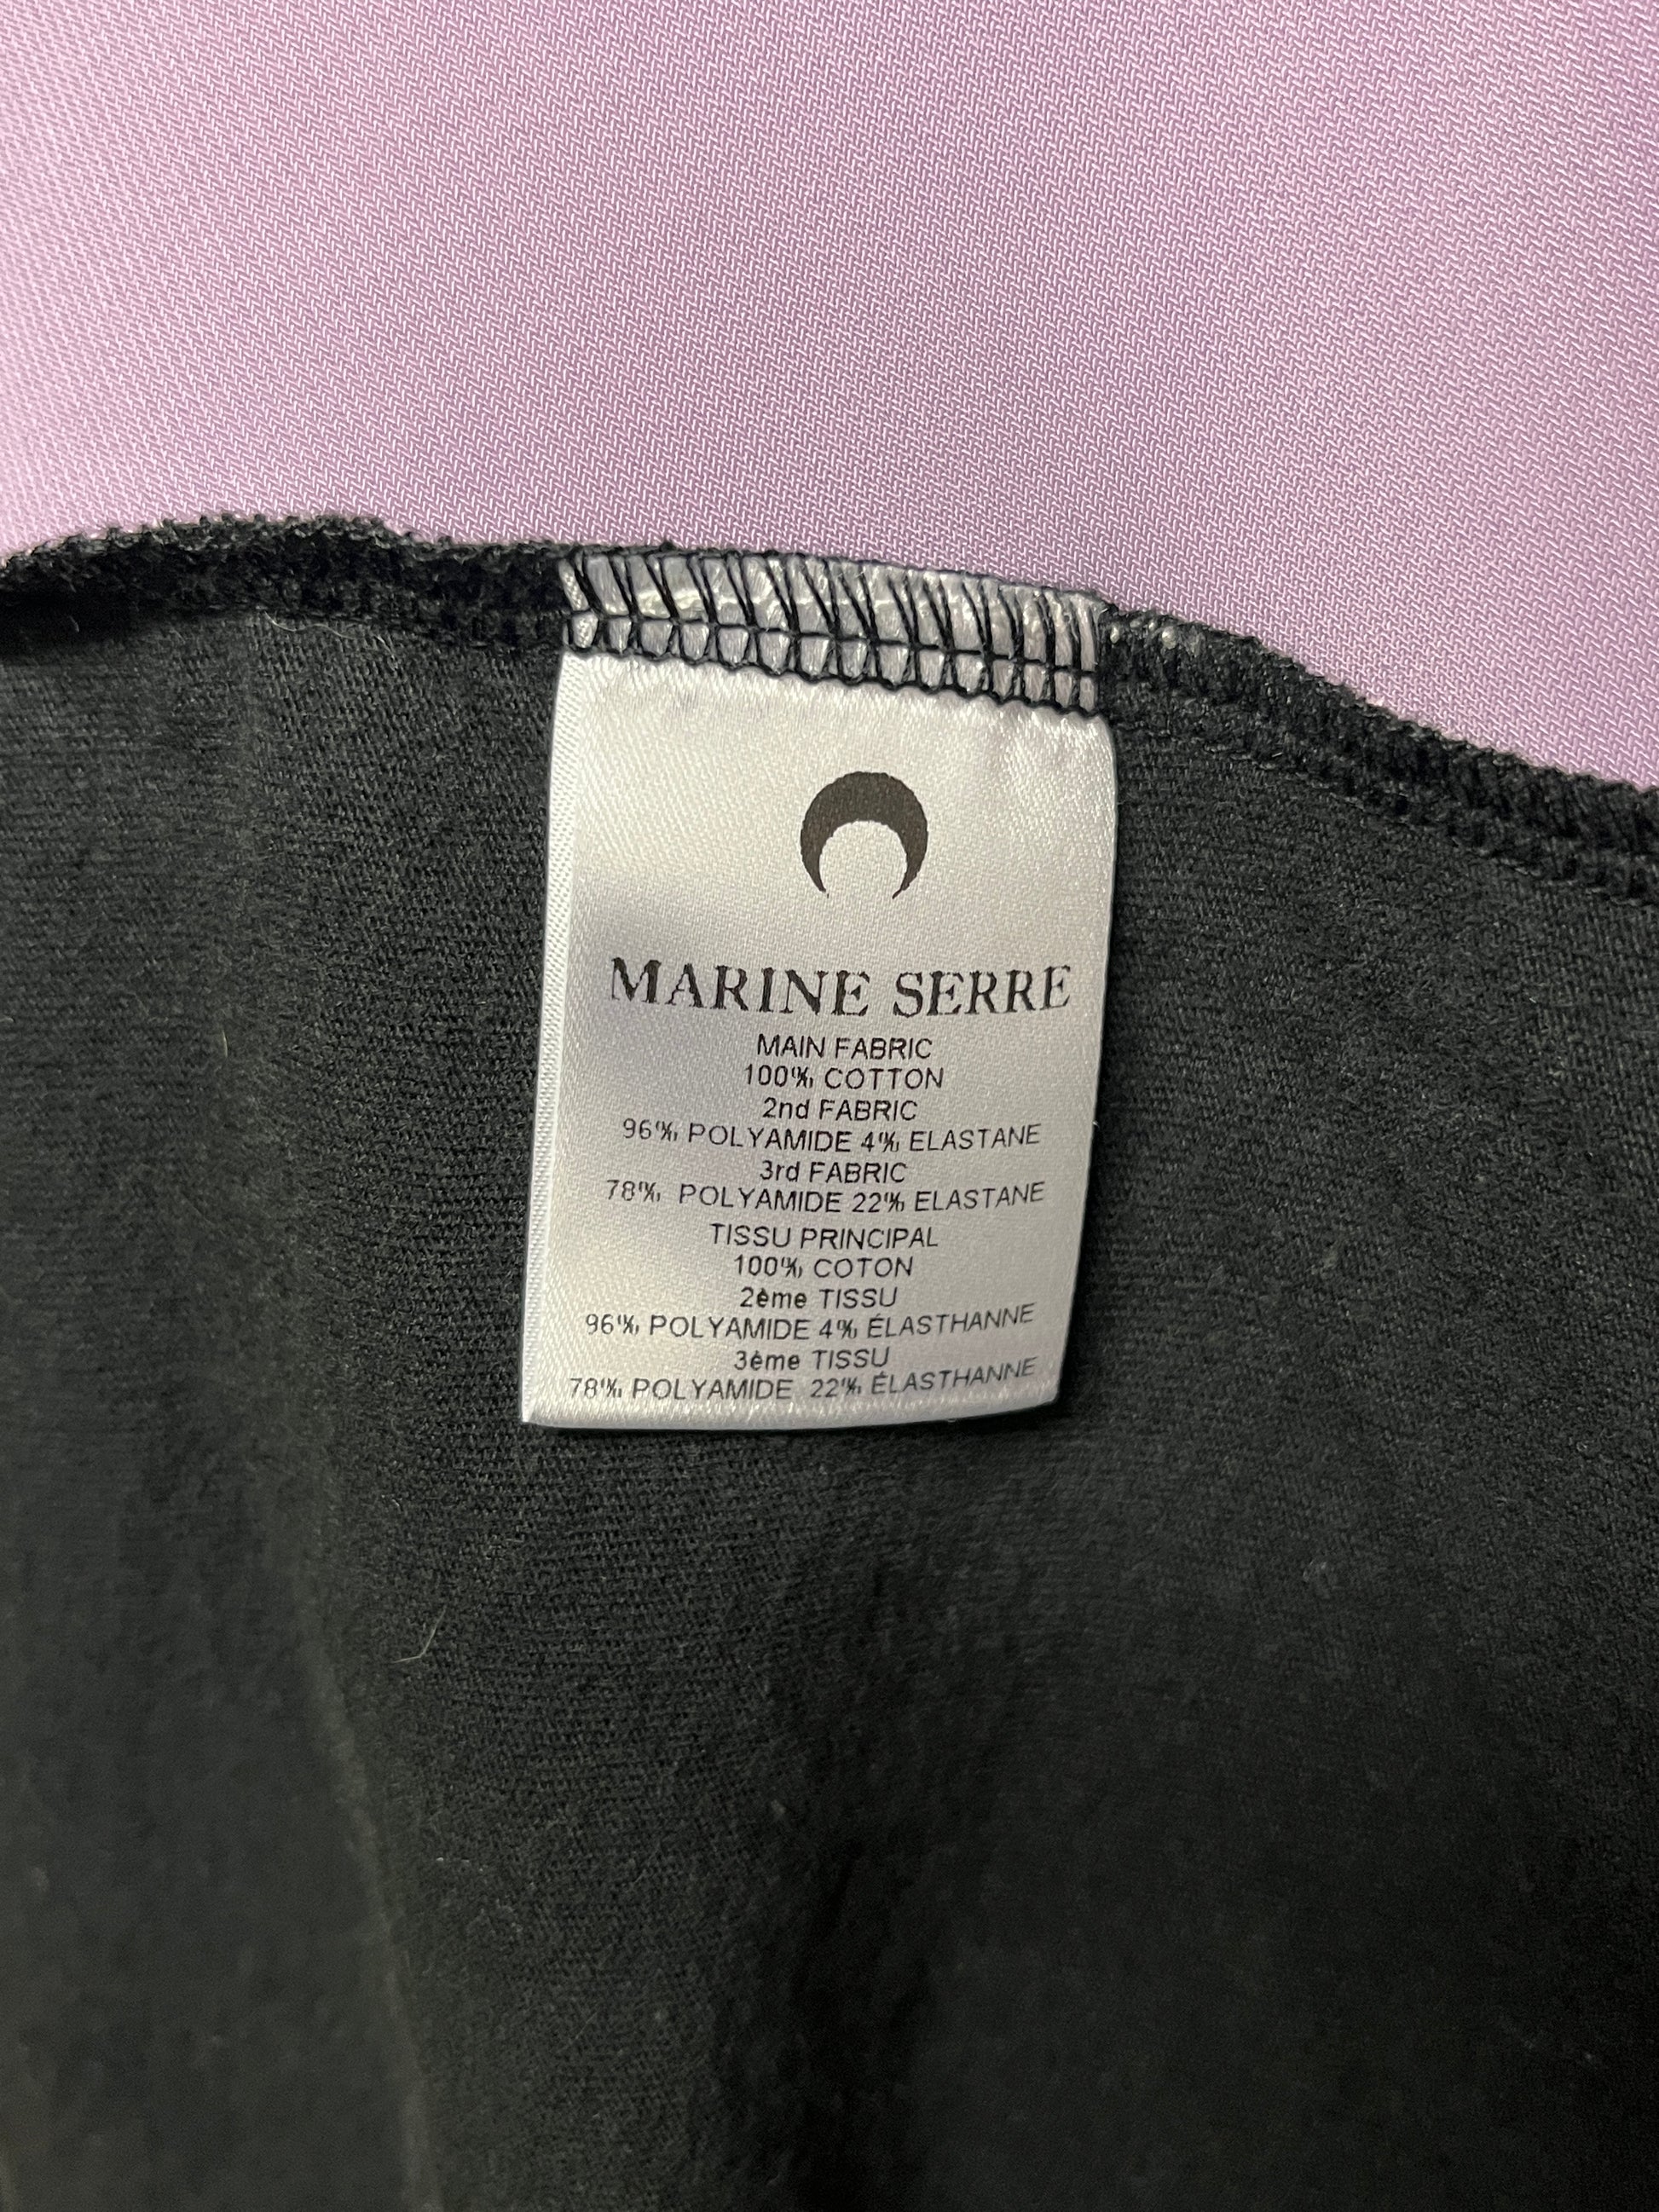 MARINE SERRE
MAIN FABRIC
100% COTTON
2nd FABRIC
96% POLYAMIDE 4% ELASTANE
3rd FABRIC
78% POLYAMIDE 22% ELASTANE
TISSU PRINCIPAL
100% COTON
2ème TISSU
96% POLYAMIDE 4% ÉLASTHANNE
3ème TISSU
78% POLYAMIDE 22% ÉLASTHANNE